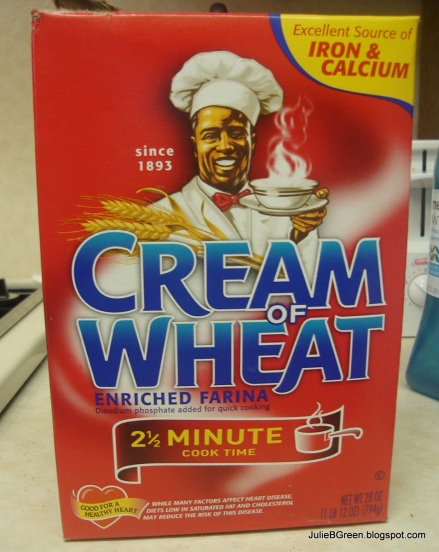 Excellent Source of
IRON &
CALCIUM
since
1893
CREAM
OF
WHEAT
ENRICHED FARINA
Disodium phosphate added for quick cooking
2½ MINUTE
COOK TIME
GOOD FOR A
HEALTHY HEART
* WHILE MANY FACTORS AFFECT HEART DISEASE,
DIETS LOW IN SATURATED FAT AND CHOLESTEROL
MAY REDUCE THE RISK OF THIS DISEASE.
NET WT 28 OZ
(1 LB 12 OZ) (794g)
JulieBGreen.blogspot.com